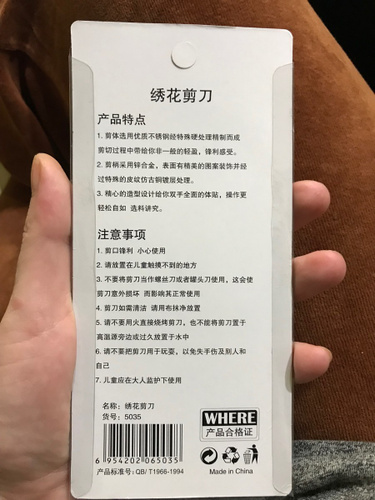 绣花剪刀
产品特点
1. 剪体选用优质不锈钢经特殊硬处理精制而成
剪切过程中带给你非一般的轻盈，锋利感受。
2. 剪稍采用锌合金，表面有精美的图案装饰并经
过特殊的皮纹仿古铜镀层处理。
3. 精心的造型设计给你双手全面的体贴，操作更
轻松自如 选料讲究。
注意事项
1. 剪口锋利 小心使用
2. 请放置在儿童触摸不到的地方
3. 不要将剪刀当作螺丝刀或者罐头刀使用，这会使
剪刀意外损坏 而影响其正常使用
4. 剪刀如需清洁 请用布抹净放置
5. 请不要用火直接烧烤剪刀，也不能将剪刀置于
高温源旁边或过久放置于水中
6. 请不要把剪刀用于玩耍，以免失手伤及别人和
自己
7. 儿童应在大人监护下使用
名称：绣花剪刀
货号：5035
6 954202 065035
产品标准号：QB/ T1966-1994
WHERE
产品合格证
Made in China